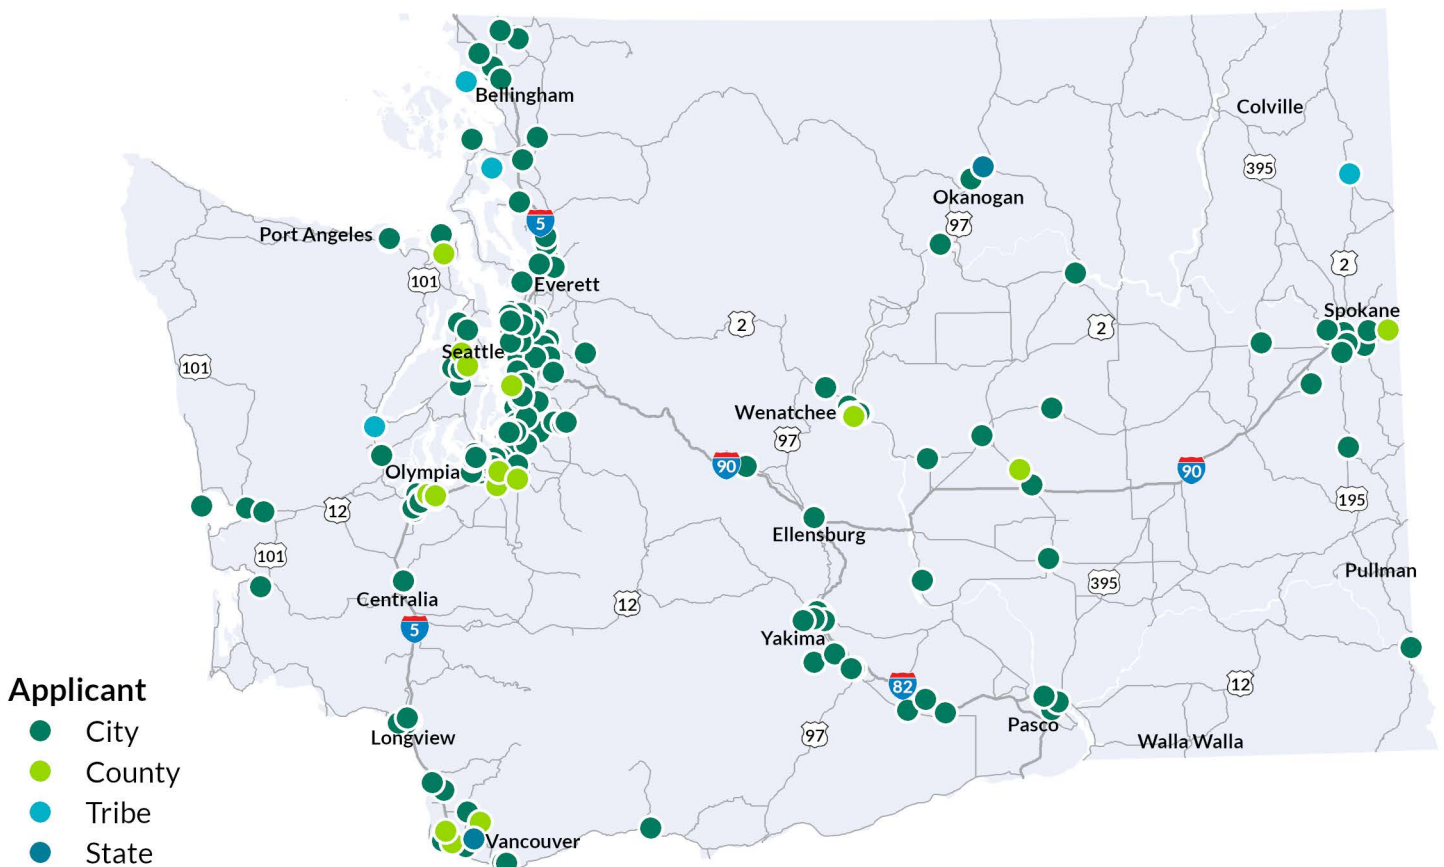 Bellingham
Colville
395
Okanogan
97
5
Port Angeles
101
2
Everett
Spokane
2
2
Seattle
101
Wenatchee
97
Olympia
90
90
195
12
Ellensburg
101
Pullman
395
Centralia
12
5
Yakima
82
12
Applicant
City
County
Tribe
State
Longview
97
Pasco
Walla Walla
Vancouver